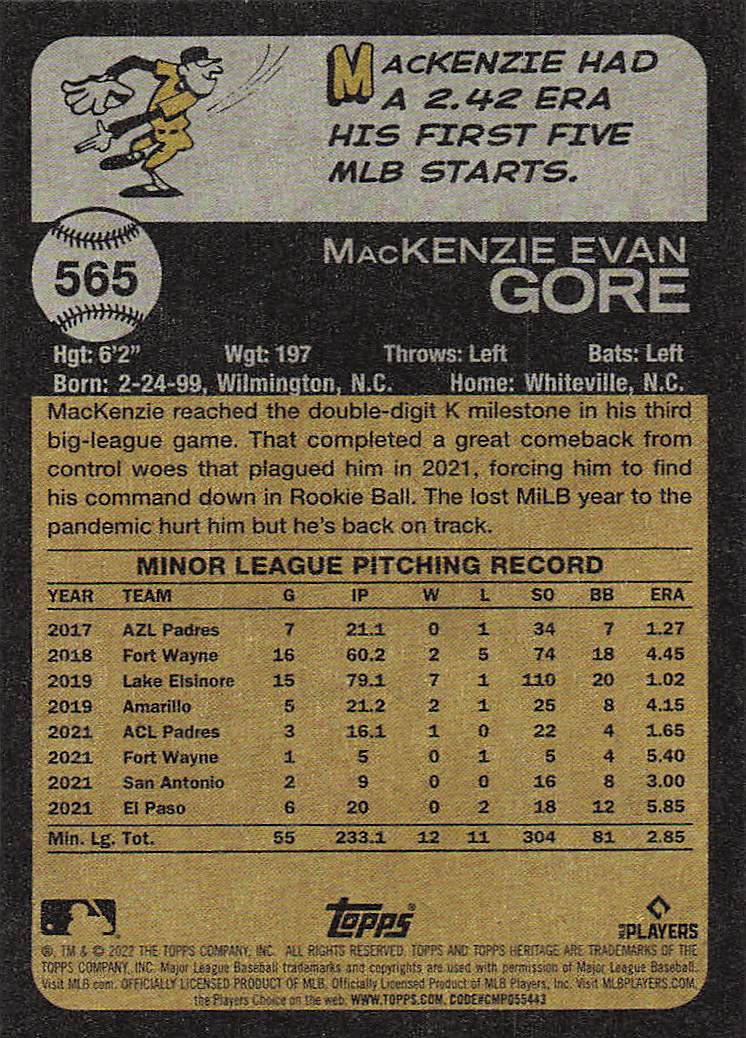 MACKENZIE HAD
A 2.42 ERA
HIS FIRST FIVE
MLB STARTS.
565
MacKENZIE EVAN
GORE
Hgt: 6'2" Wgt: 197 Throws: Left Bats: Left
Born: 2-24-99, Wilmington, N.C. Home: Whiteville, N.C.
MacKenzie reached the double-digit K milestone in his third
big-league game. That completed a great comeback from
control woes that plagued him in 2021, forcing him to find
his command down in Rookie Ball. The lost MiLB year to the
pandemic hurt him but he's back on track.
MINOR LEAGUE PITCHING RECORD
YEAR TEAM G IP W L SO BB ERA
2017 AZL Padres 7 21.1 0 1 34 7 1.27
2018 Fort Wayne 16 60.2 2 5 74 18 4.45
2019 Lake Elsinore 15 79.1 7 1 110 20 1.02
2019 Amarillo 5 21.2 2 1 25 8 4.15
2021 ACL Padres 3 16.1 1 0 22 4 1.65
2021 Fort Wayne 1 5 0 1 5 4 5.40
2021 San Antonio 2 9 0 0 16 8 3.00
2021 El Paso 6 20 0 2 18 12 5.85
Min. Lg. Tot. 55 233.1 12 11 304 81 2.85
Topps®
MLB PLAYERS
®, TM & © 2022 THE TOPPS COMPANY, INC. ALL RIGHTS RESERVED. TOPPS AND TOPPS HERITAGE ARE TRADEMARKS OF THE
TOPPS COMPANY, INC. Major League Baseball trademarks and copyrights are used with permission of Major League Baseball.
Visit MLB.com. OFFICIALLY LICENSED PRODUCT OF MLB. Officially Licensed Product of MLB Players, Inc. Visit MLBPLAYERS.COM,
the Players Choice on the web. WWW.TOPPS.COM. CODE#CMP055443